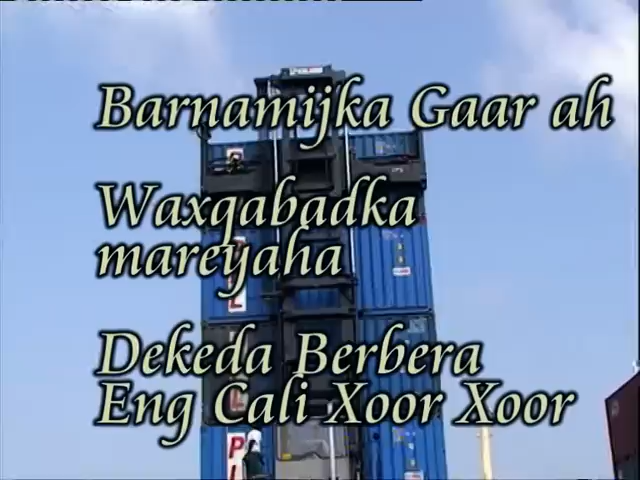 Barnamijka Gaar ah
Waxqabadka
mareyaha
Dekeda Berbera
Eng Cali Xoor Xoor